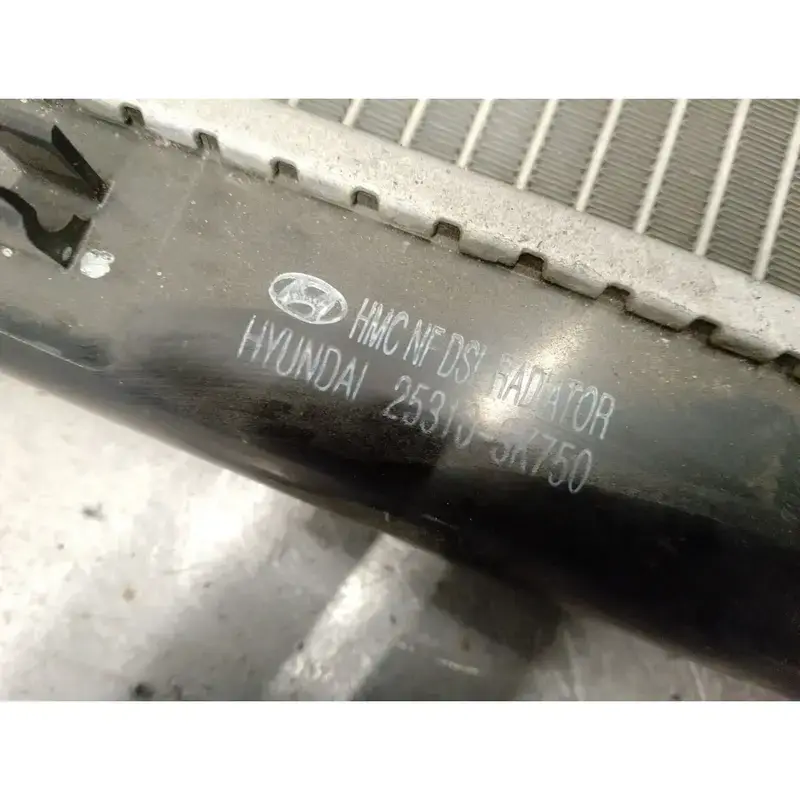 HMC NF DSL RADIATOR
HYUNDAI 25310-3K750